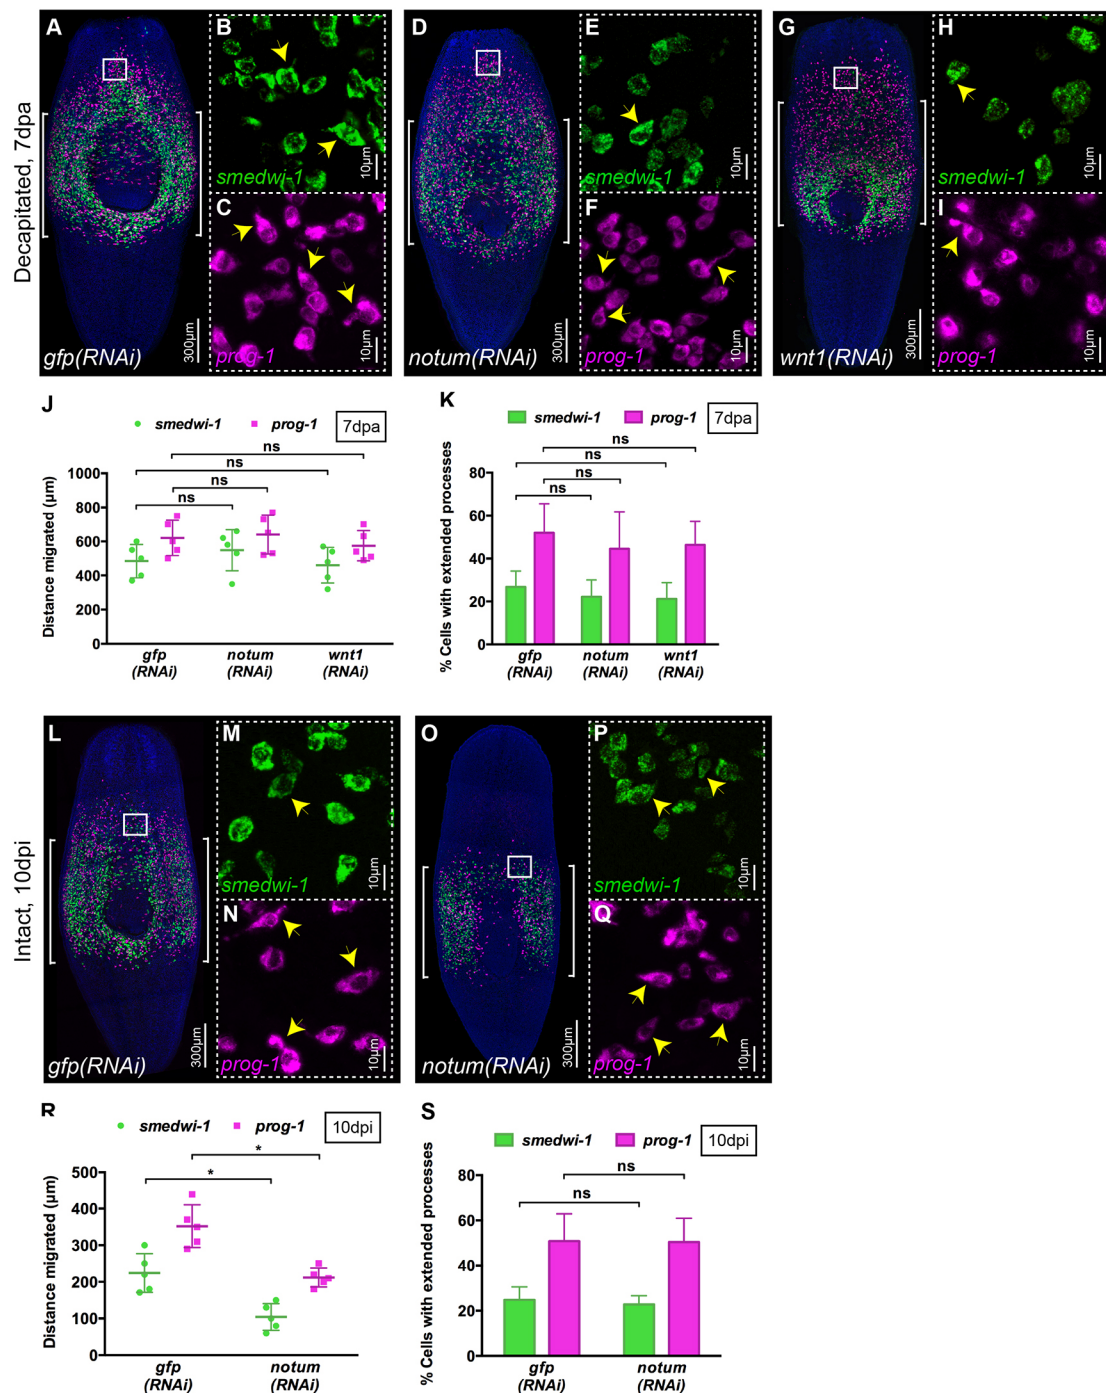 Decapitated, 7dpa
A
gfp(RNAi)
300µm
B
smedwi-1
10µm
C
prog-1
10µm
D
notum(RNAi)
300µm
E
smedwi-1
10µm
F
prog-1
10µm
G
wnt1(RNAi)
300µm
H
smedwi-1
10µm
I
prog-1
10µm
J
smedwi-1 prog-1 7dpa
ns
ns
ns
ns
Distance migrated (µm)
1000
800
600
400
200
0
gfp notum wnt1
(RNAi) (RNAi) (RNAi)
K
smedwi-1 prog-1 7dpa
ns
ns
ns
ns
% Cells with extended processes
80
60
40
20
0
gfp notum wnt1
(RNAi) (RNAi) (RNAi)
Intact, 10dpi
L
gfp(RNAi)
300µm
M
smedwi-1
10µm
N
prog-1
10µm
O
notum(RNAi)
300µm
P
smedwi-1
10µm
Q
prog-1
10µm
R
smedwi-1 prog-1 10dpi
*
*
Distance migrated (µm)
500
400
300
200
100
0
gfp notum
(RNAi) (RNAi)
S
smedwi-1 prog-1 10dpi
ns
ns
% Cells with extended processes
80
60
40
20
0
gfp notum
(RNAi) (RNAi)